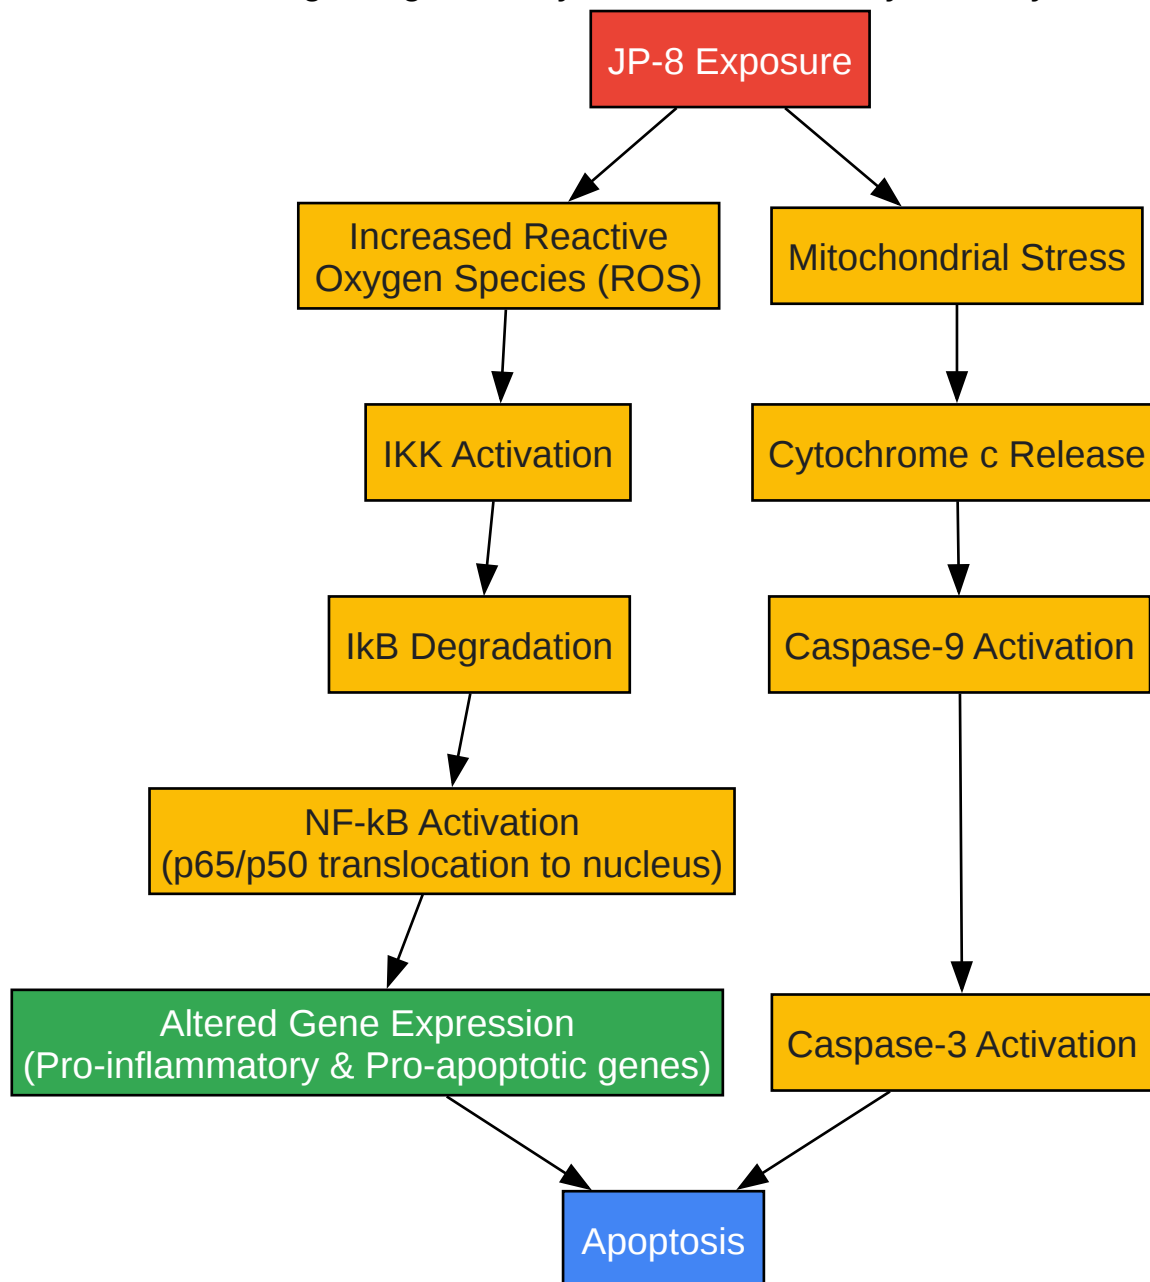 JP-8 Exposure
Increased Reactive
Oxygen Species (ROS)
Mitochondrial Stress
IKK Activation
Cytochrome c Release
IkB Degradation
Caspase-9 Activation
NF-kB Activation
(p65/p50 translocation to nucleus)
Altered Gene Expression
(Pro-inflammatory & Pro-apoptotic genes)
Caspase-3 Activation
Apoptosis